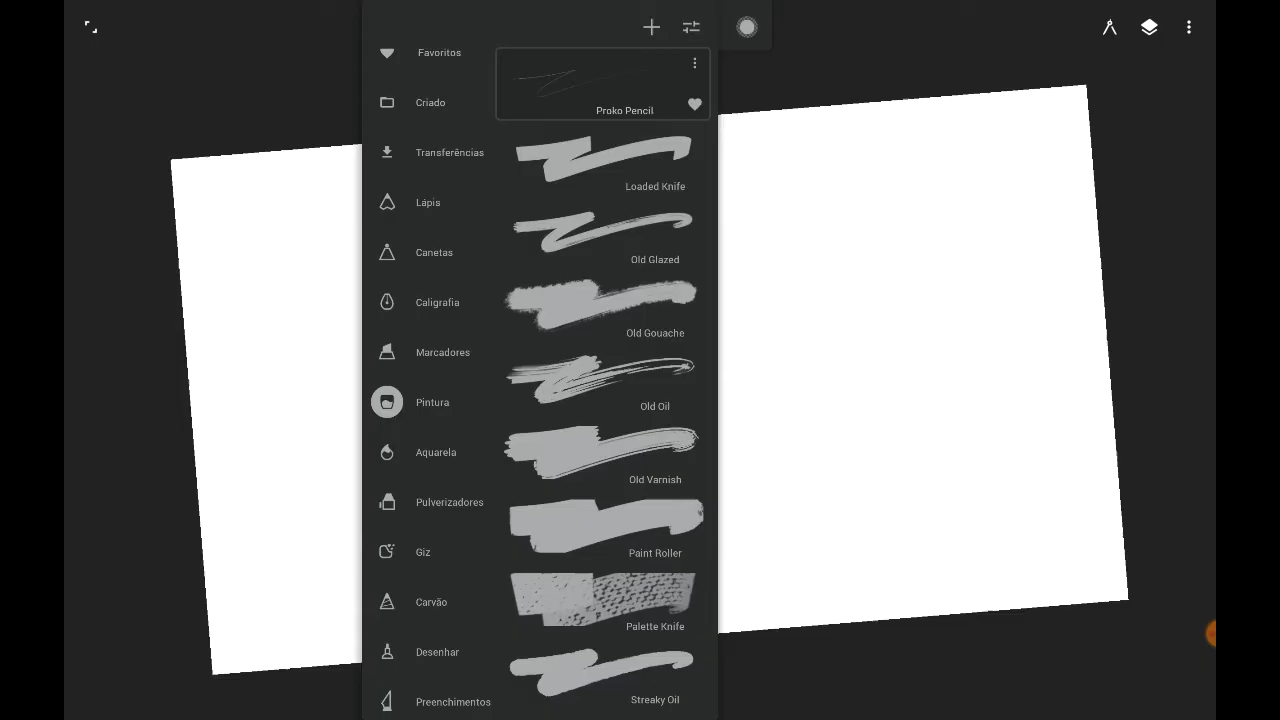 Favoritos
Criado
Transferências
Lápis
Canetas
Caligrafia
Marcadores
Pintura
Aquarela
Pulverizadores
Giz
Carvão
Desenhar
Preenchimentos
Proko Pencil
Loaded Knife
Old Glazed
Old Gouache
Old Oil
Old Varnish
Paint Roller
Palette Knife
Streaky Oil